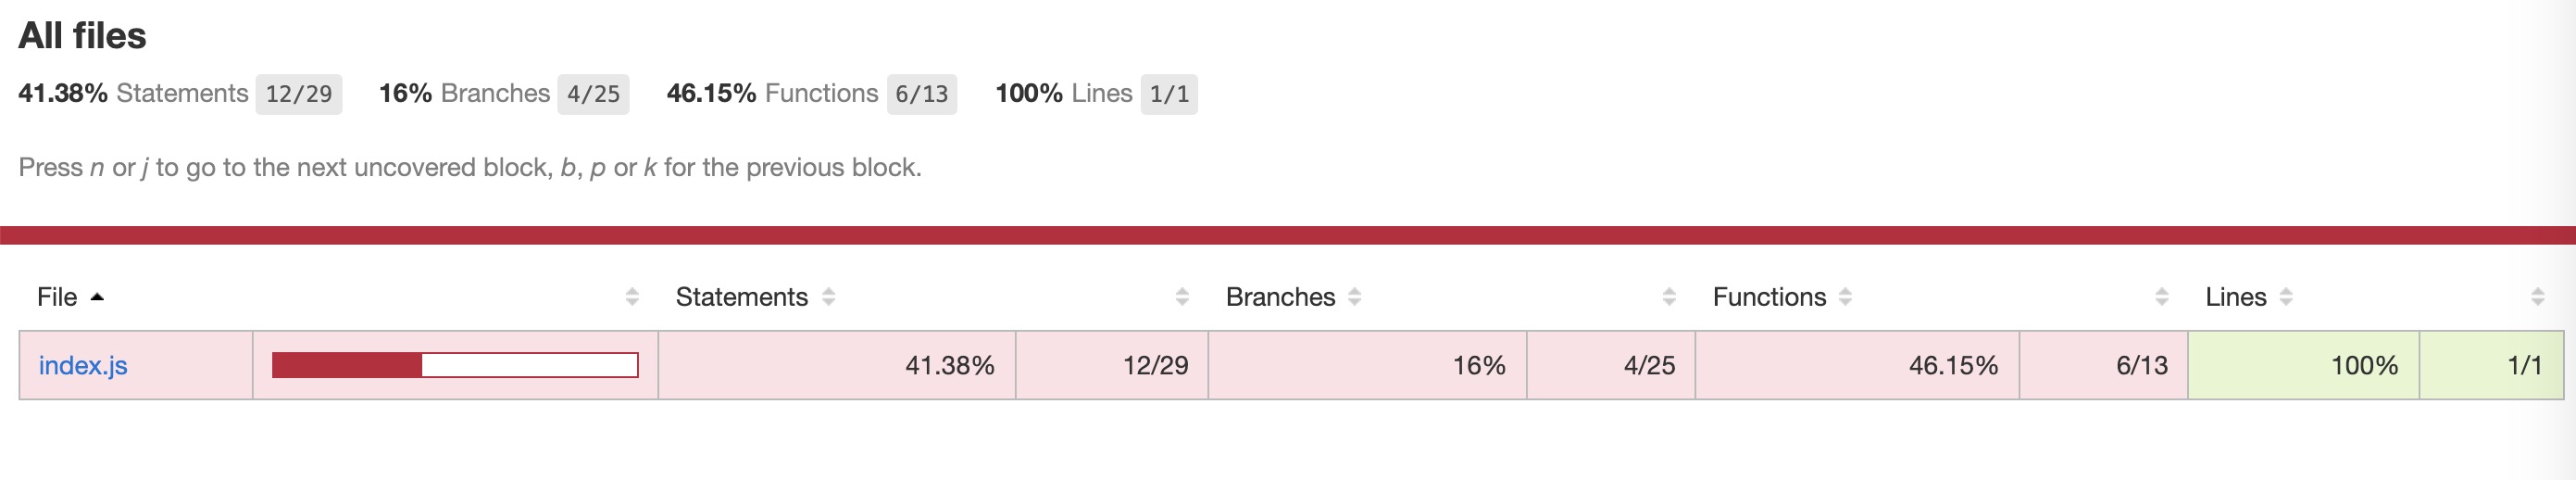 All files
41.38% Statements 12/29 16% Branches 4/25 46.15% Functions 6/13 100% Lines 1/1
Press n or j to go to the next uncovered block, b, p or k for the previous block.
File Statements Branches Functions Lines
index.js 41.38% 12/29 16% 4/25 46.15% 6/13 100% 1/1